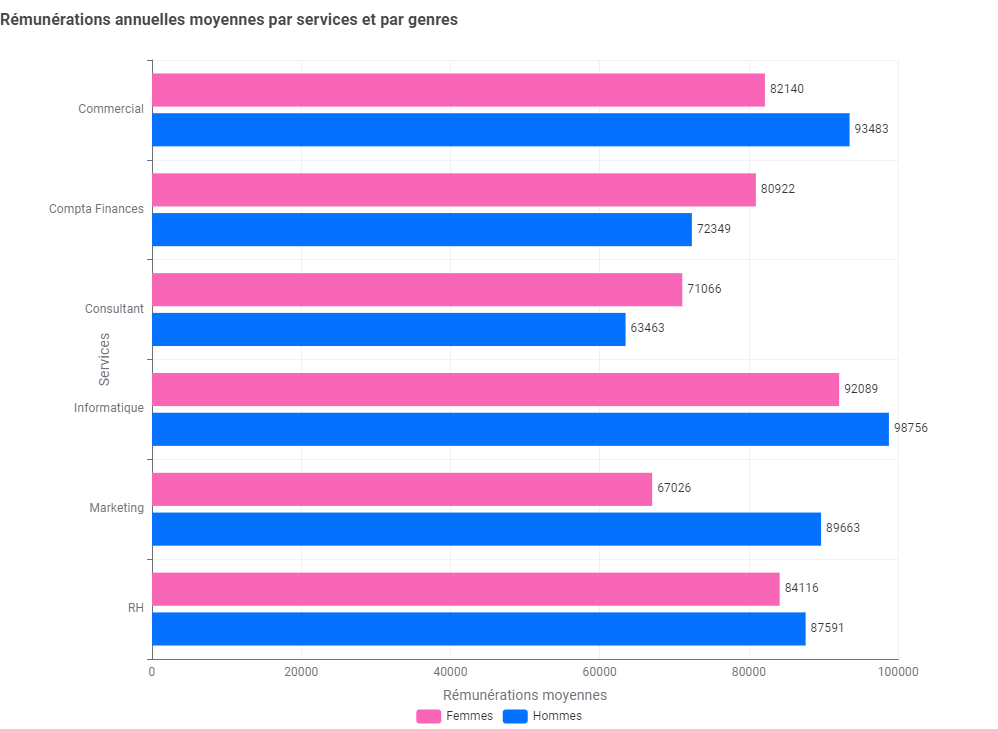 Rémunérations annuelles moyennes par services et par genres
Commercial
82140
93483
Compta Finances
80922
72349
Consultant
71066
63463
Services
Informatique
92089
98756
Marketing
67026
89663
RH
84116
87591
0 20000 40000 60000 80000 100000
Rémunérations moyennes
Femmes Hommes